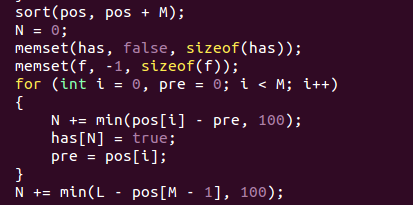 sort(pos, pos + M);
N = 0;
memset(has, false, sizeof(has));
memset(f, -1, sizeof(f));
for (int i = 0, pre = 0; i < M; i++)
{
    N += min(pos[i] - pre, 100);
    has[N] = true;
    pre = pos[i];
}
N += min(L - pos[M - 1], 100);